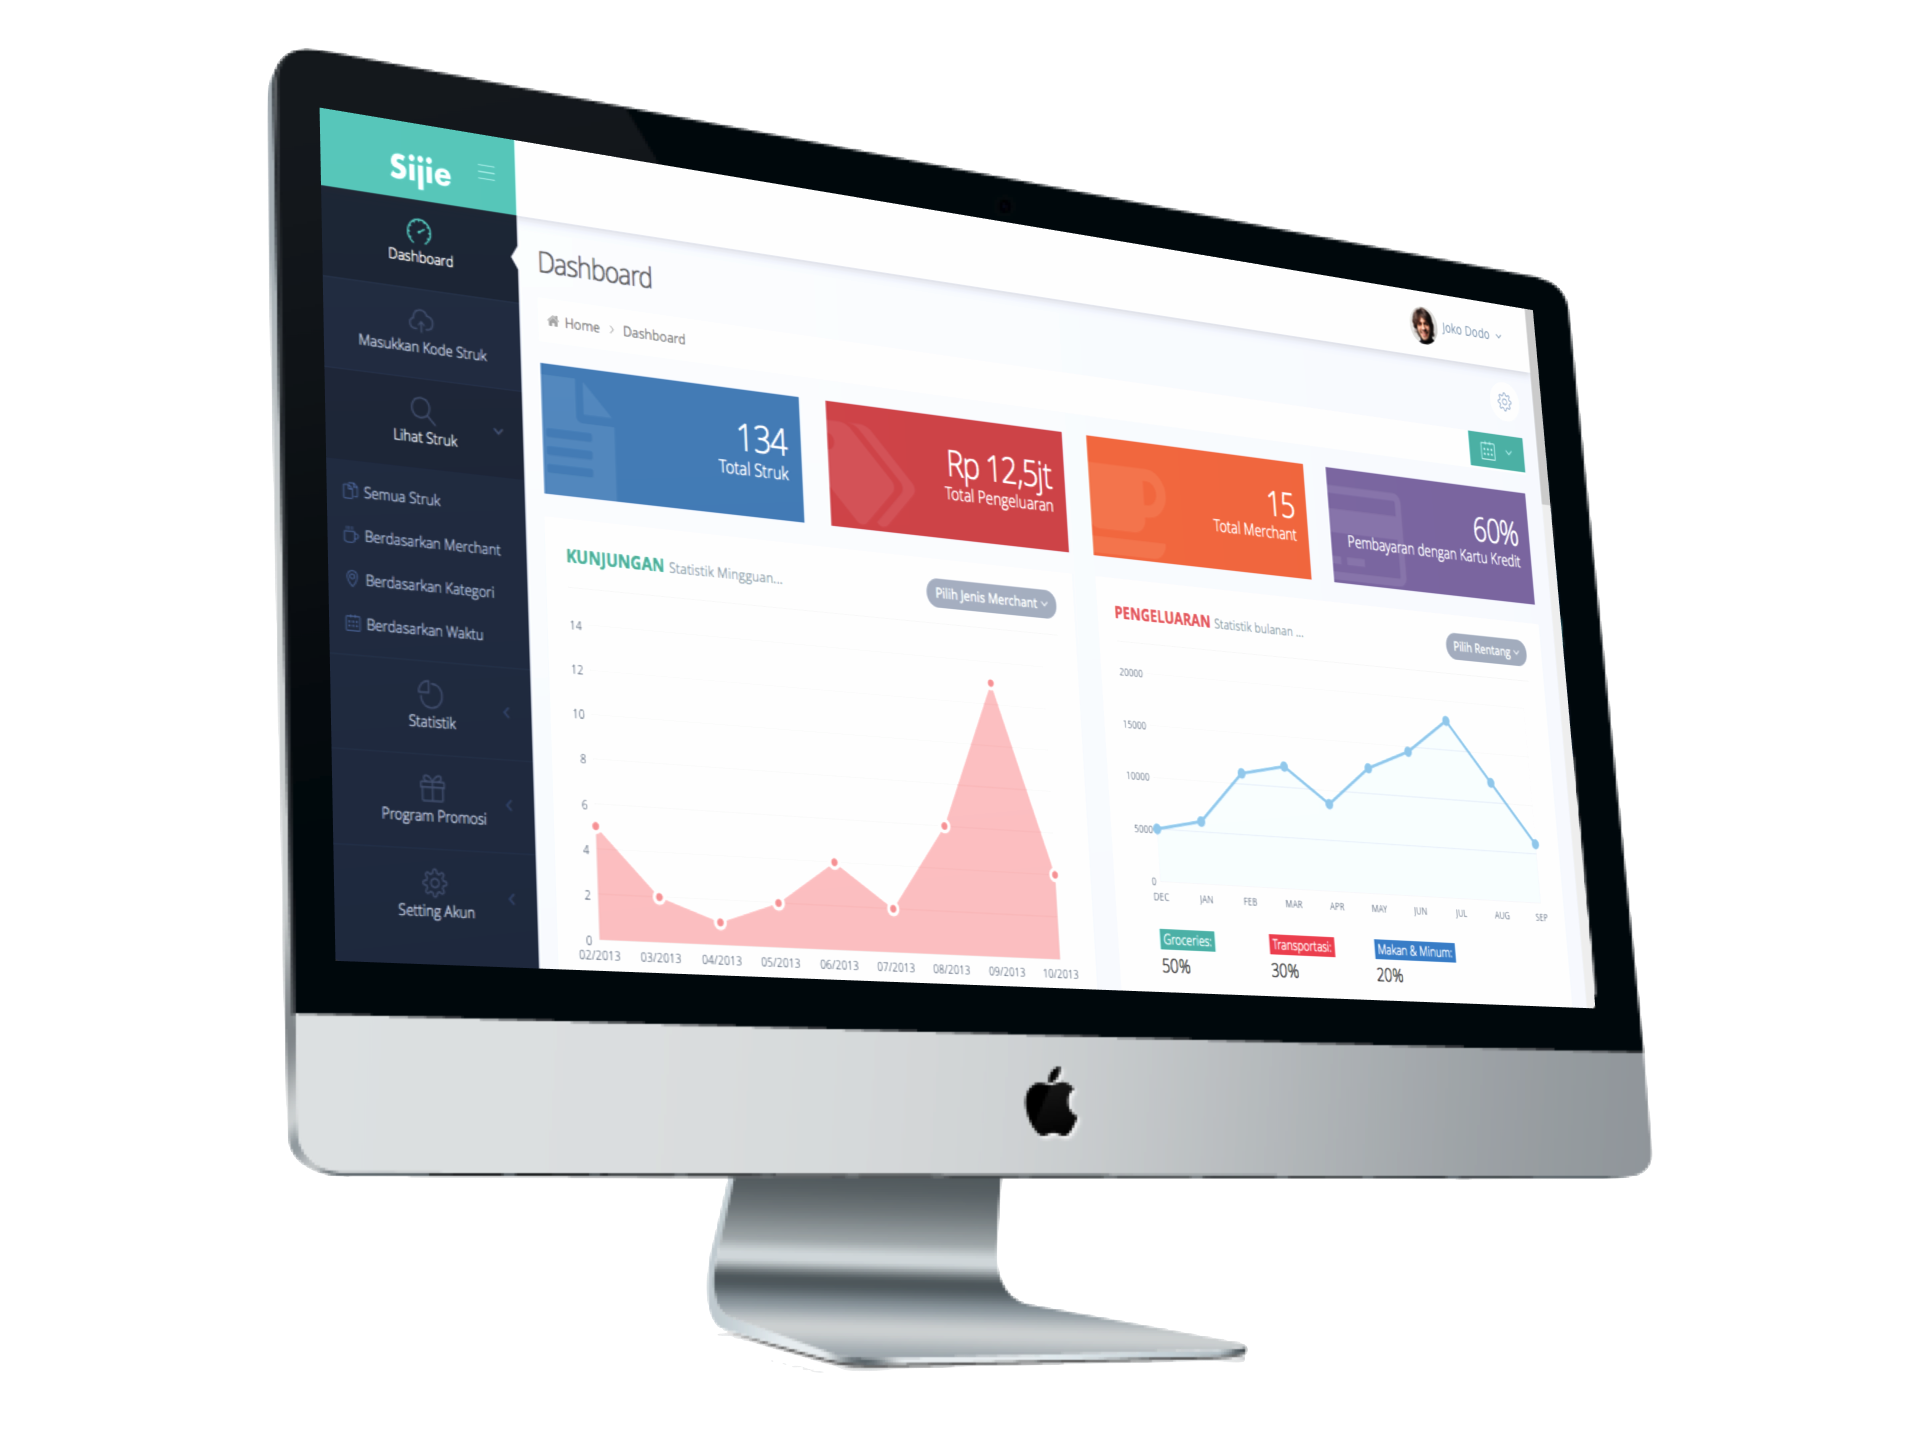 Sijie
Dashboard
Masukkan Kode Struk
Lihat Struk
Semua Struk
Berdasarkan Merchant
Berdasarkan Kategori
Berdasarkan Waktu
Statistik
Program Promosi
Setting Akun
Joko Dodo
Dashboard
Home > Dashboard
134
Total Struk
Rp 12,5jt
Total Pengeluaran
15
Total Merchant
60%
Pembayaran dengan Kartu Kredit
KUNJUNGAN Statistik Mingguan...
Pilih Jenis Merchant
14
12
10
8
6
4
2
0
02/2013 03/2013 04/2013 05/2013 06/2013 07/2013 08/2013 09/2013 10/2013
PENGELUARAN Statistik bulanan ...
Pilih Rentang
20000
15000
10000
5000
0
DEC JAN FEB MAR APR MAY JUN JUL AUG SEP
Groceries: Transportasi: Makan & Minum:
50% 30% 20%